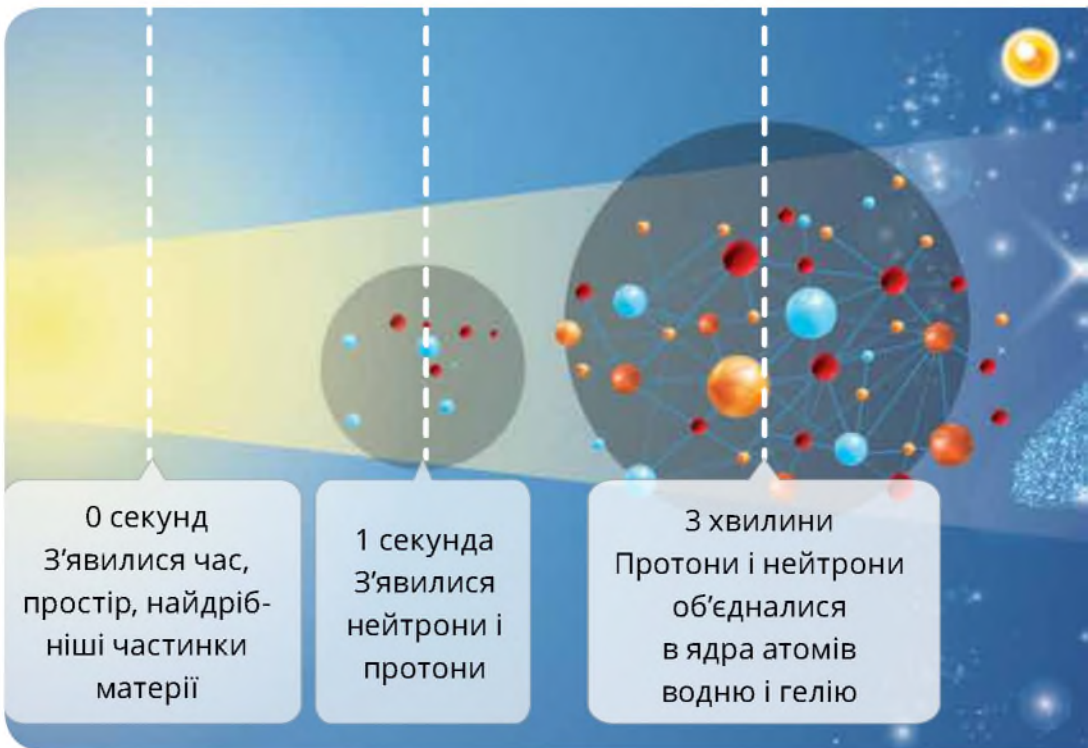 0 секунд
З’явилися час,
простір, найдріб-
ніші частинки
матерії
1 секунда
З’явилися
нейтрони і
протони
3 хвилини
Протони і нейтрони
об’єдналися
в ядра атомів
водню і гелію